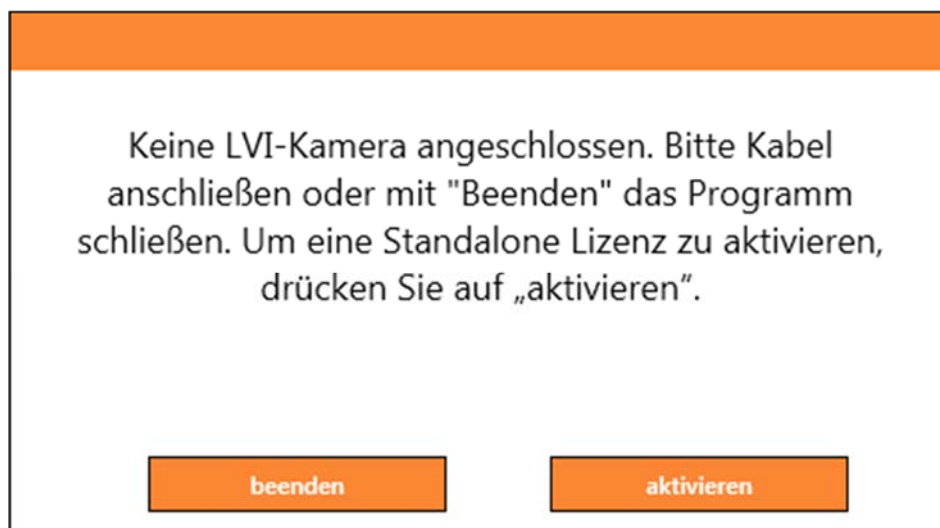 Keine LVI-Kamera angeschlossen. Bitte Kabel
anschließen oder mit "Beenden" das Programm
schließen. Um eine Standalone Lizenz zu aktivieren,
drücken Sie auf „aktivieren“.
beenden
aktivieren